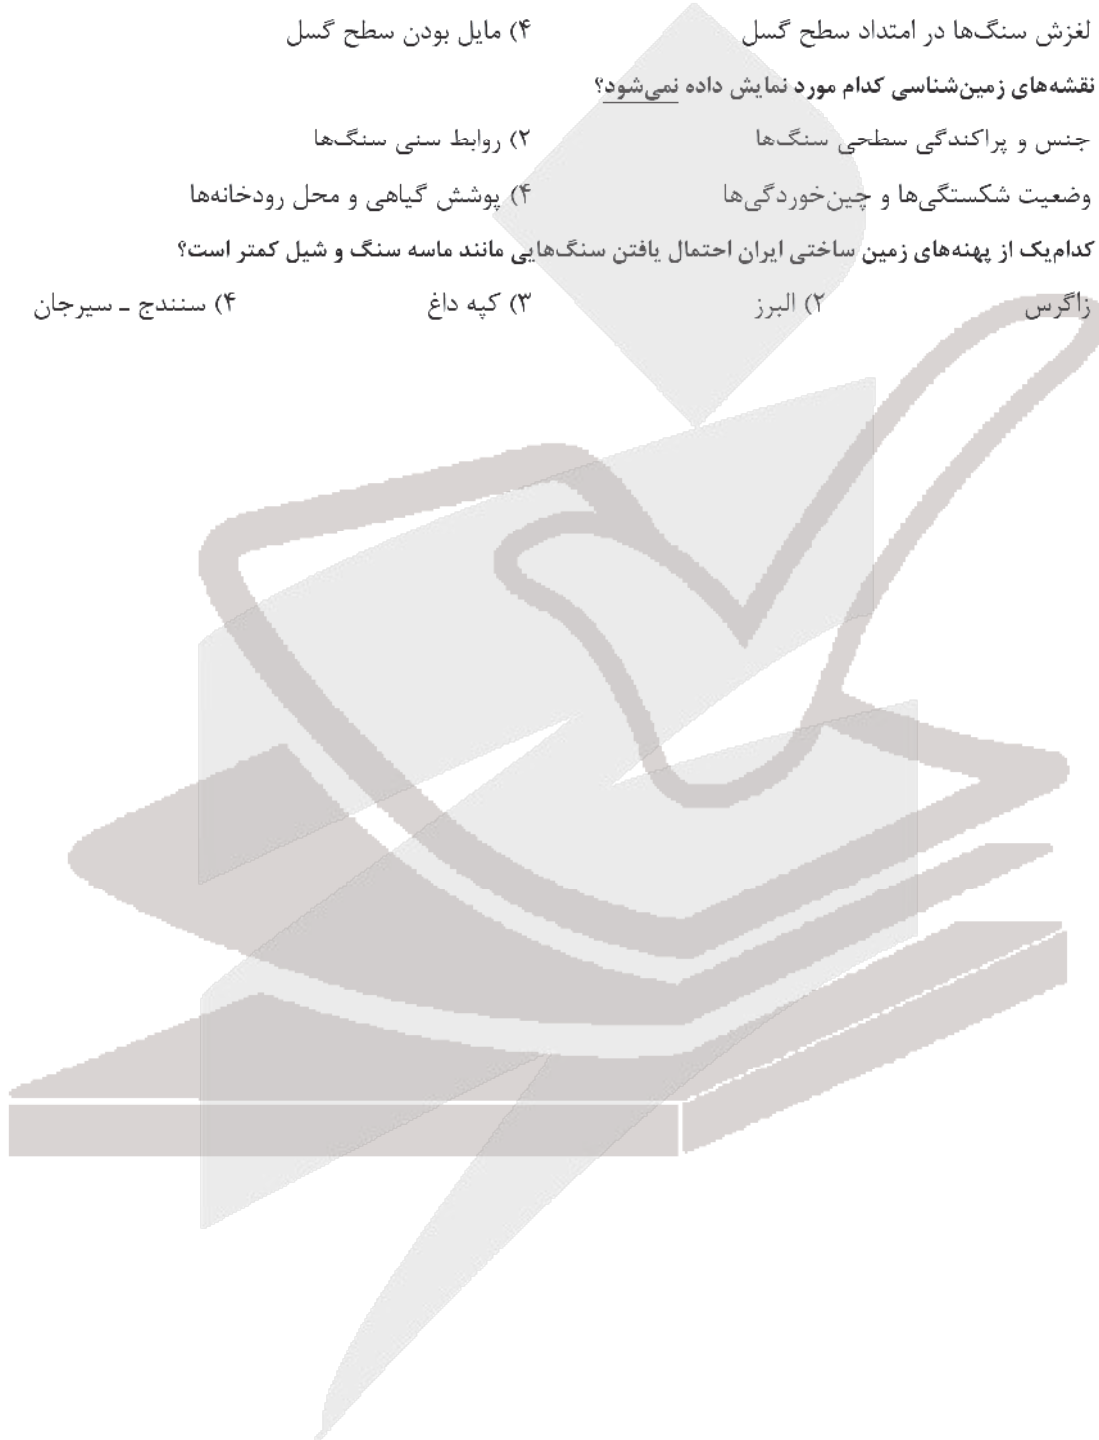 لغزش سنگ‌ها در امتداد سطح گسل ۴) مایل بودن سطح گسل
نقشه‌های زمین‌شناسی کدام مورد نمایش داده نمی‌شود؟
جنس و پراکندگی سطحی سنگ‌ها ۲) روابط سنی سنگ‌ها
وضعیت شکستگی‌ها و چین‌خوردگی‌ها ۴) پوشش گیاهی و محل رودخانه‌ها
کدام‌یک از پهنه‌های زمین ساختی ایران احتمال یافتن سنگ‌هایی مانند ماسه سنگ و شیل کمتر است؟
زاگرس ۲) البرز ۳) کپه داغ ۴) سنندج ـ سیرجان